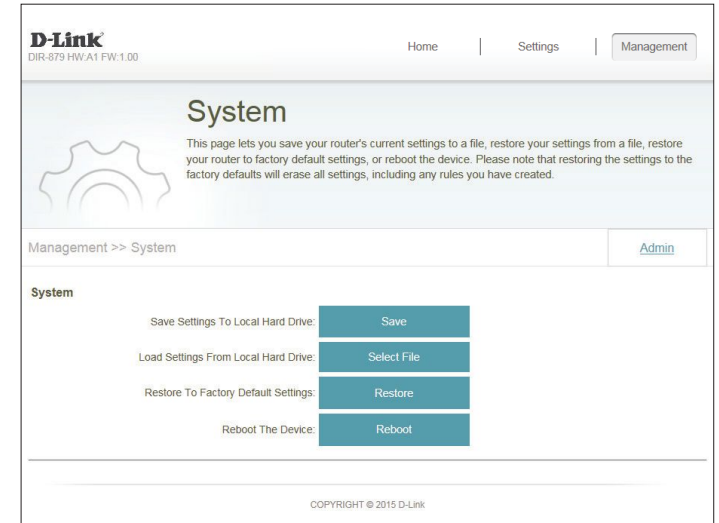 D-Link
DIR-879 HW:A1 FW:1.00
Home
Settings
Management
System
This page lets you save your router's current settings to a file, restore your settings from a file, restore
your router to factory default settings, or reboot the device. Please note that restoring the settings to the
factory defaults will erase all settings, including any rules you have created.
Management >> System
Admin
System
Save Settings To Local Hard Drive: Save
Load Settings From Local Hard Drive: Select File
Restore To Factory Default Settings: Restore
Reboot The Device: Reboot
COPYRIGHT © 2015 D-Link